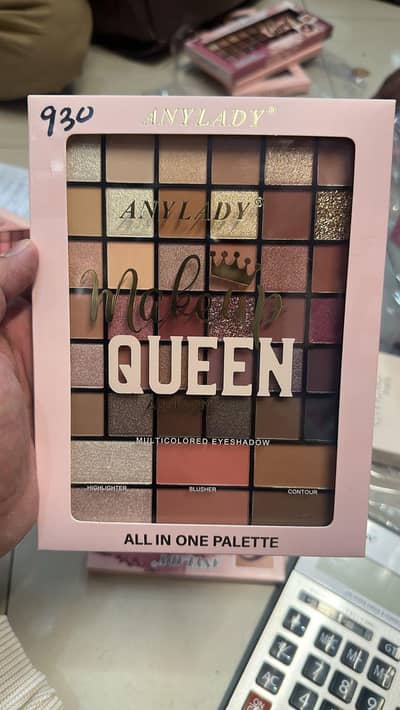 930
ANYLADY®
ANYLADY®
Makeup
QUEEN
MULTICOLORED EYESHADOW
HIGHLIGHTER
BLUSHER
CONTOUR
ALL IN ONE PALETTE